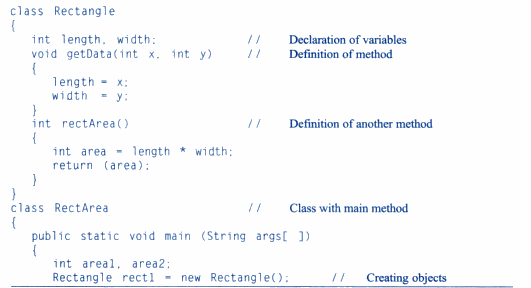 class Rectangle
{
int length, width; // Declaration of variables
void getData(int x, int y) // Definition of method
{
length = x;
width = y;
}
int rectArea() // Definition of another method
{
int area = length * width;
return (area);
}
}
class RectArea // Class with main method
{
public static void main (String args[ ])
{
int area1, area2;
Rectangle rect1 = new Rectangle(); // Creating objects